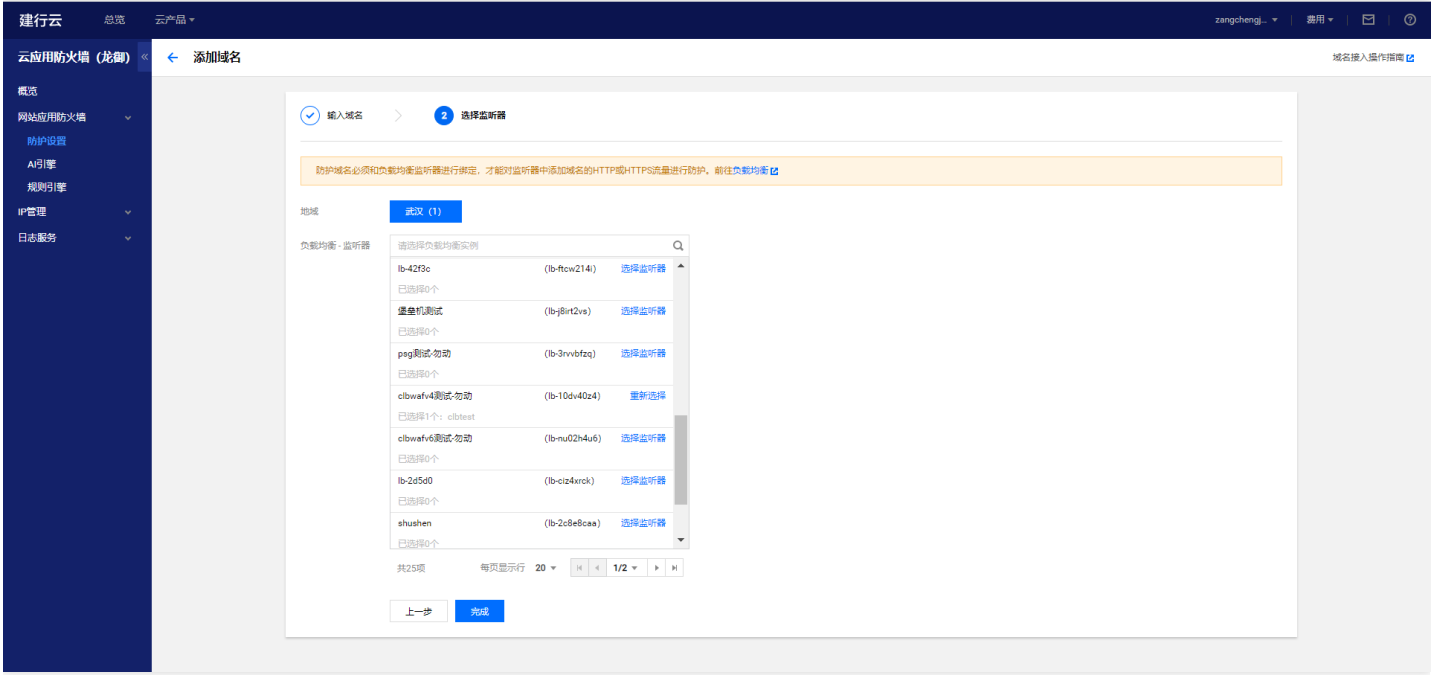 建行云 总览 云产品 zangchengj... 费用
云应用防火墙（龙御） 添加域名 域名接入操作指南
概览
网站应用防火墙
防护设置
AI引擎
规则引擎
IP管理
日志服务
输入域名 2 选择监听器
防护域名必须和负载均衡监听器进行绑定，才能对监听器中添加域名的HTTP或HTTPS流量进行防护。前往负载均衡
地域 武汉（1）
负载均衡 - 监听器 请选择负载均衡实例
lb-42f3c (lb-ftcw214i) 选择监听器
已选择0个
堡垒机测试 (lb-j8irt2vs) 选择监听器
已选择0个
psg测试-勿动 (lb-3rvvbfzq) 选择监听器
已选择0个
clbwafv4测试-勿动 (lb-10dv40z4) 重新选择
已选择1个：clbtest
clbwafv6测试-勿动 (lb-nu02h4u6) 选择监听器
已选择0个
lb-2d5d0 (lb-ciz4xrck) 选择监听器
已选择0个
shushen (lb-2c8e8caa) 选择监听器
已选择0个
共25项 每页显示行 20 1/2
上一步 完成